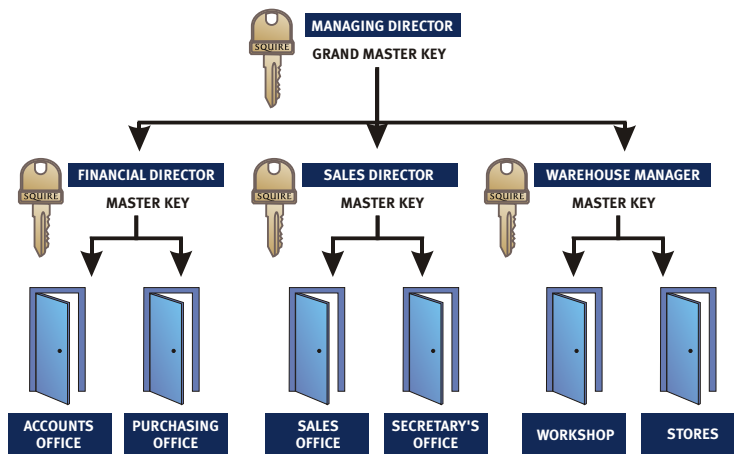 SQUIRE
MANAGING DIRECTOR
GRAND MASTER KEY
SQUIRE
FINANCIAL DIRECTOR
MASTER KEY
SQUIRE
SALES DIRECTOR
MASTER KEY
SQUIRE
WAREHOUSE MANAGER
MASTER KEY
ACCOUNTS
OFFICE
PURCHASING
OFFICE
SALES
OFFICE
SECRETARY'S
OFFICE
WORKSHOP
STORES